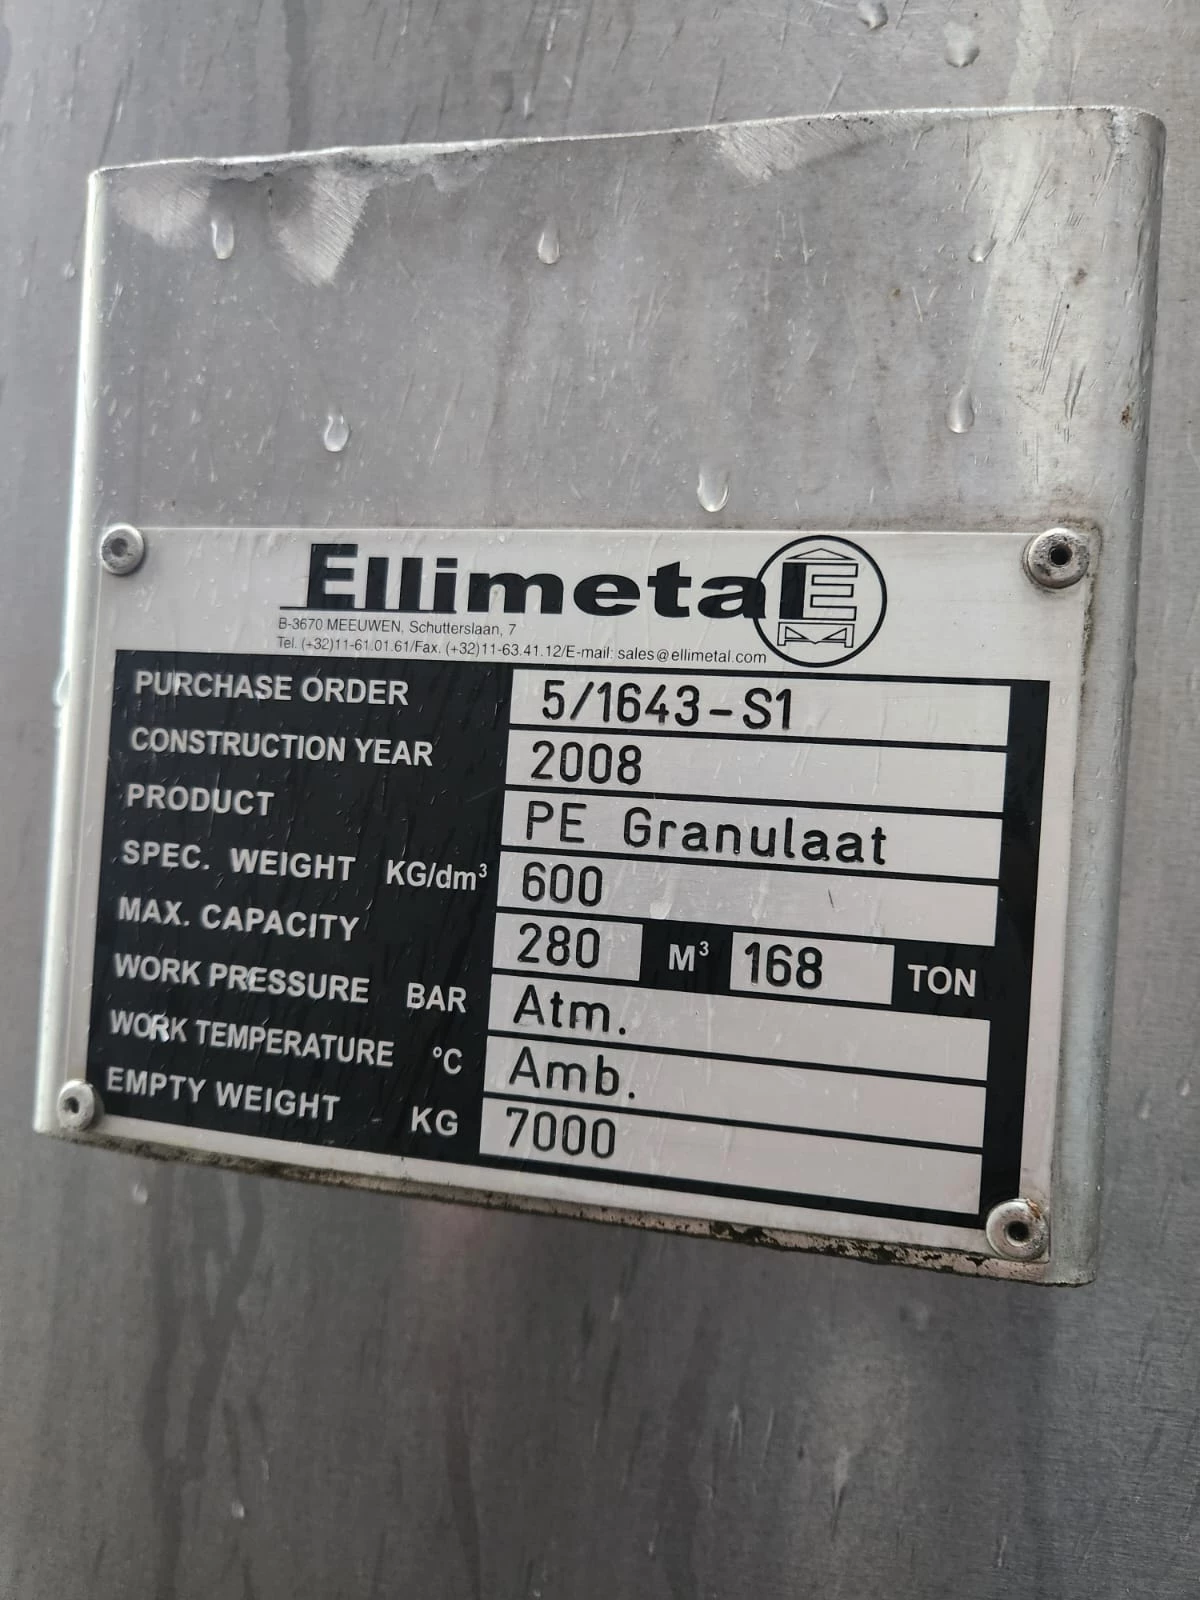 Ellimetal
B-3670 MEEUWEN, Schutterslaan, 7
Tel. (+32)11-61.01.61/Fax. (+32)11-63.41.12/E-mail: sales@ellimetal.com
PURCHASE ORDER 5/1643-S1
CONSTRUCTION YEAR 2008
PRODUCT PE Granulaat
SPEC. WEIGHT KG/dm³ 600
MAX. CAPACITY 280 M³ 168 TON
WORK PRESSURE BAR Atm.
WORK TEMPERATURE °C Amb.
EMPTY WEIGHT KG 7000